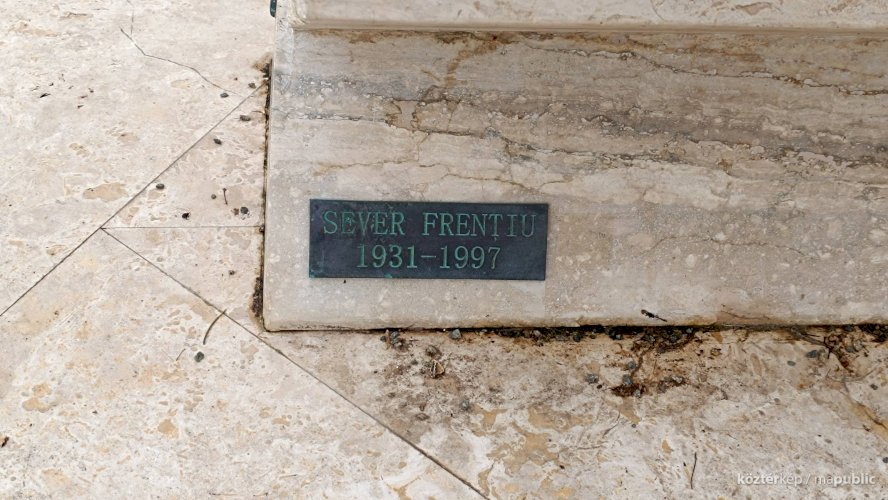 SEVER FRENȚIU
1931-1997
köztérkép / mapublic